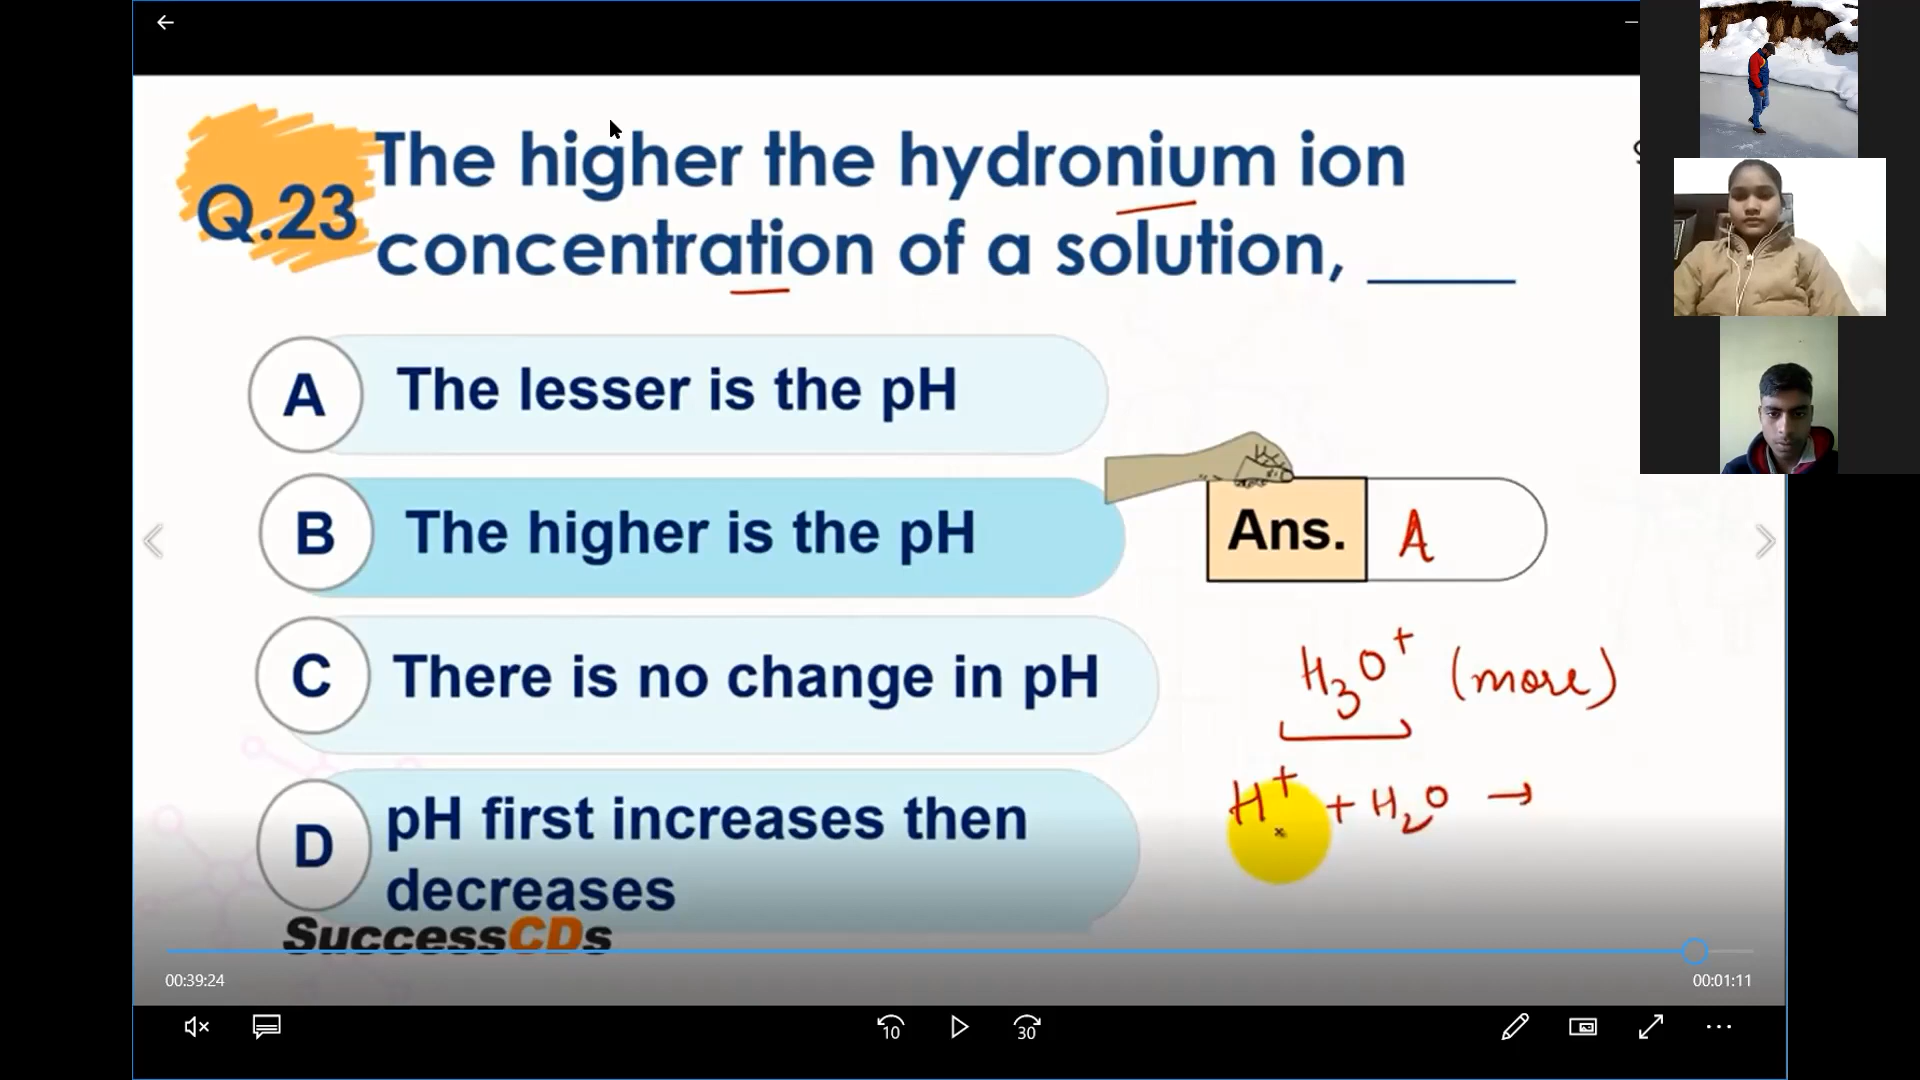 Q.23
The higher the hydronium ion
concentration of a solution, ____
A The lesser is the pH
B The higher is the pH
Ans. A
C There is no change in pH
H₃O⁺ (more)
H⁺ + H₂O →
D pH first increases then
decreases
SuccessCDs
00:39:24
00:01:11
10
30